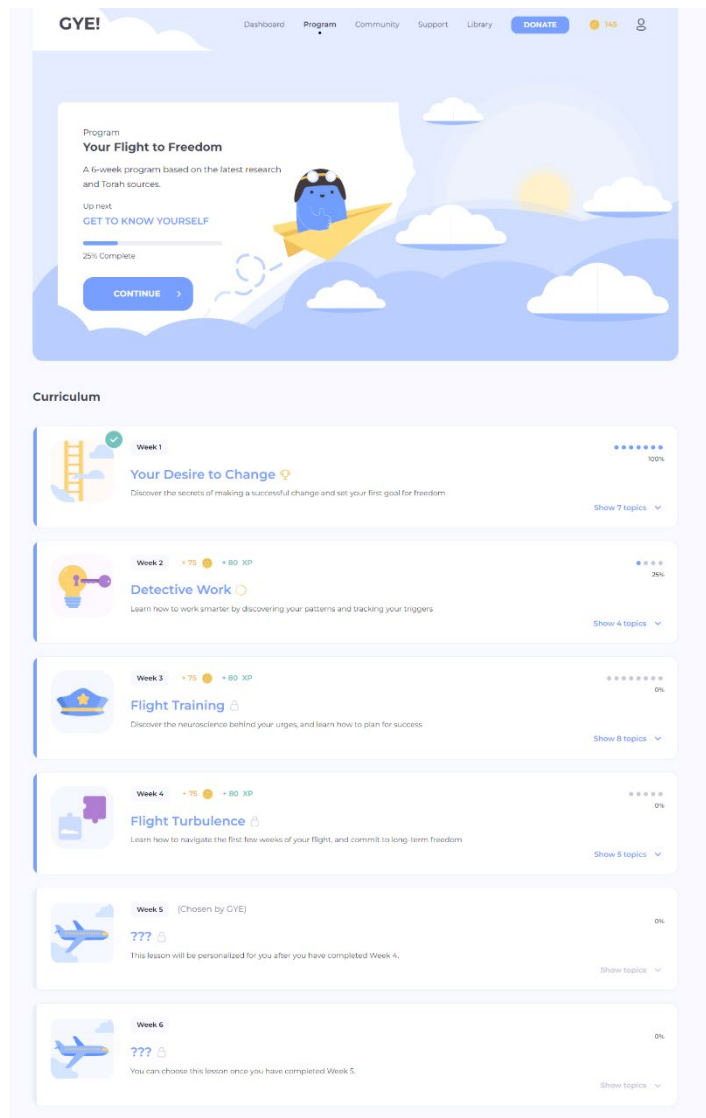 GYE!
Dashboard Program Community Support Library DONATE 145
Program
Your Flight to Freedom
A 6-week program based on the latest research
and Torah sources.
Up next
GET TO KNOW YOURSELF
25% Complete
CONTINUE >
Curriculum
Week 1
100%
Your Desire to Change
Discover the secrets of making a successful change and set your first goal for freedom
Show 7 topics
Week 2 + 75 + 80 XP
25%
Detective Work
Learn how to work smarter by discovering your patterns and tracking your triggers
Show 4 topics
Week 3 + 75 + 80 XP
0%
Flight Training
Discover the neuroscience behind your urges, and learn how to plan for success
Show 8 topics
Week 4 + 75 + 80 XP
0%
Flight Turbulence
Learn how to navigate the first few weeks of your flight, and commit to long-term freedom
Show 5 topics
Week 5 (Chosen by GYE)
0%
???
This lesson will be personalized for you after you have completed Week 4.
Show topics
Week 6
0%
???
You can choose this lesson once you have completed Week 5.
Show topics